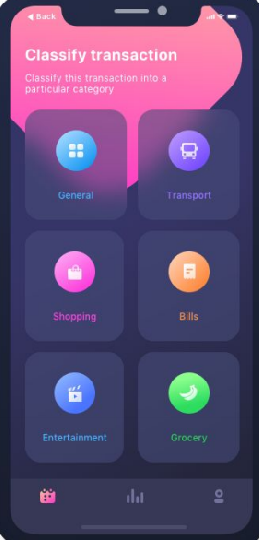 Back
Classify transaction
Classify this transaction into a
particular category
General
Transport
Shopping
Bills
Entertainment
Grocery